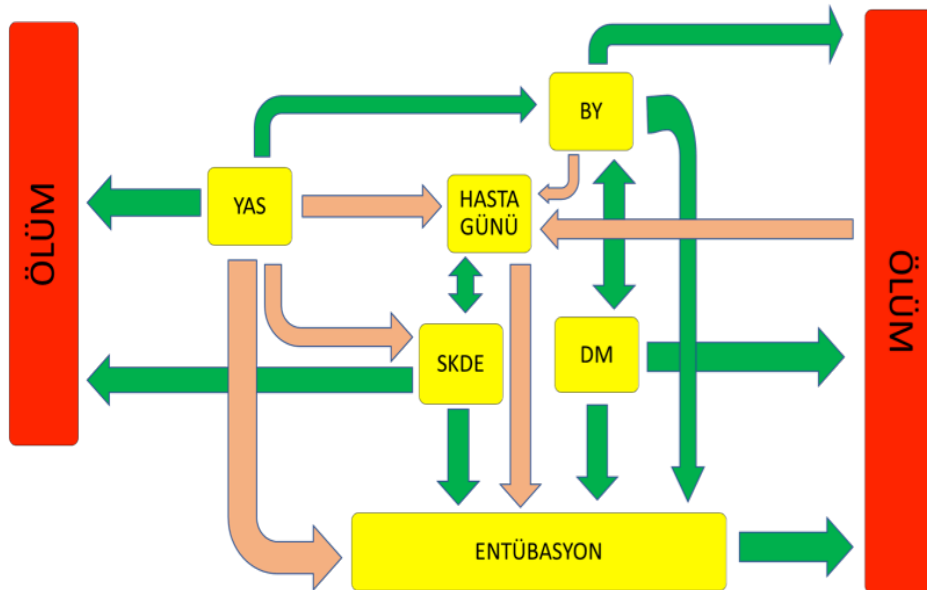 ÖLÜM
BY
YAS
HASTA
GÜNÜ
SKDE
DM
ENTÜBASYON
ÖLÜM